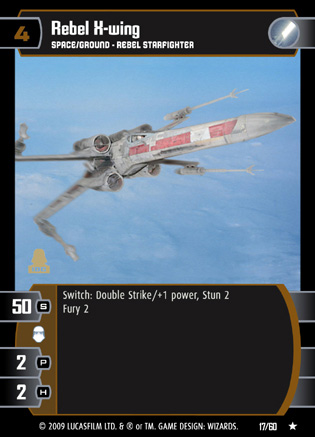 4
Rebel X-wing
SPACE/GROUND • REBEL STARFIGHTER
50 S
Switch: Double Strike/+1 power, Stun 2
Fury 2
2 P
2 H
© 2009 LUCASFILM LTD. & ® or TM. GAME DESIGN: WIZARDS. 17/60 ★